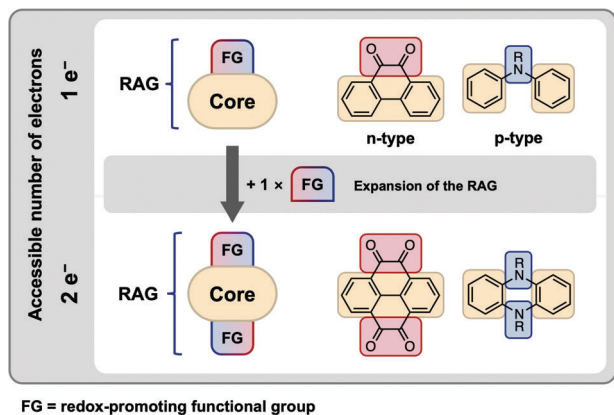 Accessible number of electrons
1 e⁻
RAG
FG
Core
O O
n-type
R
N
p-type
+ 1 ×
FG
Expansion of the RAG
2 e⁻
RAG
FG
Core
FG
O O
O O
R
N
N
R
FG = redox-promoting functional group